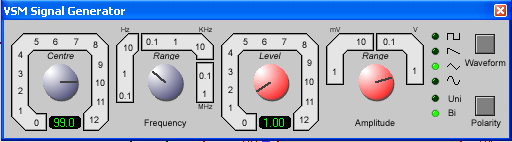 VSM Signal Generator
Hz KHz mV V
5 6 7 0.1 1 5 6 7 0.1
4 8 10 10 4 8 10 1
Centre Range Level Range
3 9 3 9
1 0.1 1 10
2 10 2 10
1 11 0.1 1 1 11
MHz
0 99.0 12 0 1.00 12
Frequency Amplitude
Waveform
Uni
Bi
Polarity